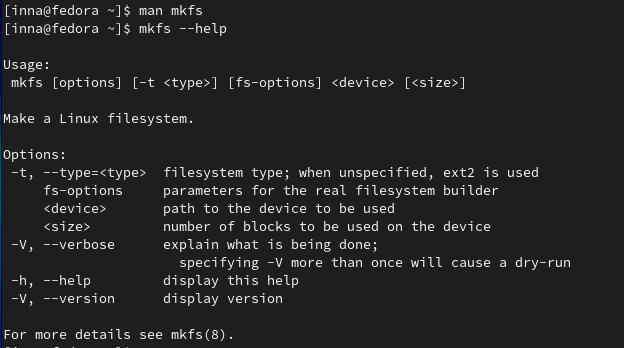 [inna@fedora ~]$ man mkfs
[inna@fedora ~]$ mkfs --help

Usage:
 mkfs [options] [-t <type>] [fs-options] <device> [<size>]

Make a Linux filesystem.

Options:
 -t, --type=<type>  filesystem type; when unspecified, ext2 is used
     fs-options     parameters for the real filesystem builder
     <device>       path to the device to be used
     <size>         number of blocks to be used on the device
 -V, --verbose      explain what is being done;
                      specifying -V more than once will cause a dry-run
 -h, --help         display this help
 -V, --version      display version

For more details see mkfs(8).